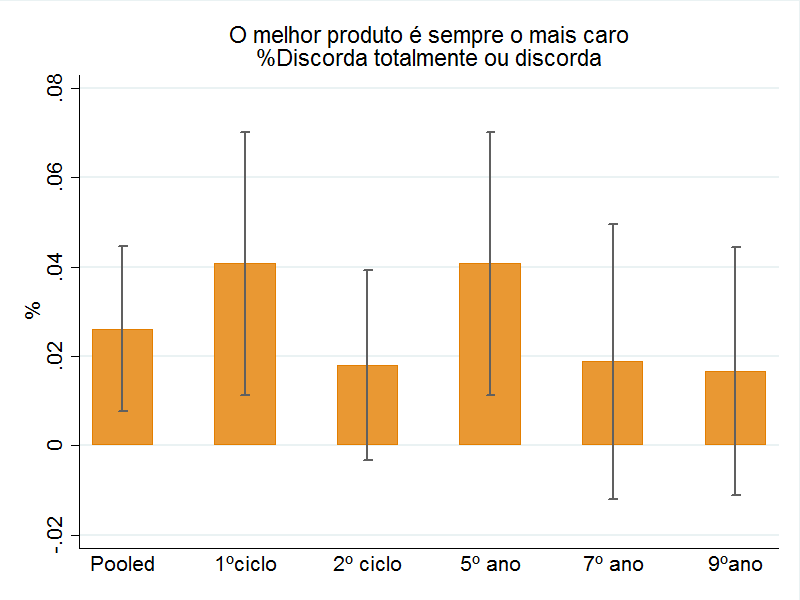 O melhor produto é sempre o mais caro
%Discorda totalmente ou discorda
.08
.06
.04
.02
0
-.02
%
Pooled 1ºciclo 2º ciclo 5º ano 7º ano 9ºano